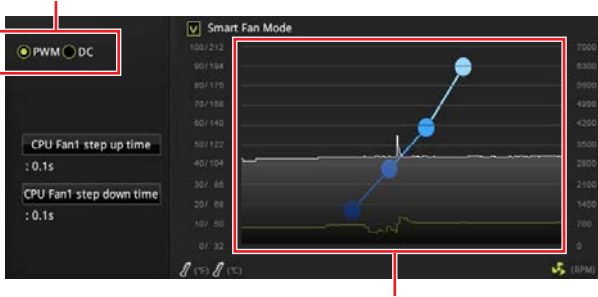 V Smart Fan Mode
PWM DC
100/212 7000
90/194 6300
80/176 5600
70/158 4900
60/140 4200
50/122 3500
40/104 2800
30/ 86 2100
20/ 68 1400
10/ 50 700
0/ 32 0
CPU Fan1 step up time
: 0.1s
CPU Fan1 step down time
: 0.1s
(°F) (°C) (RPM)